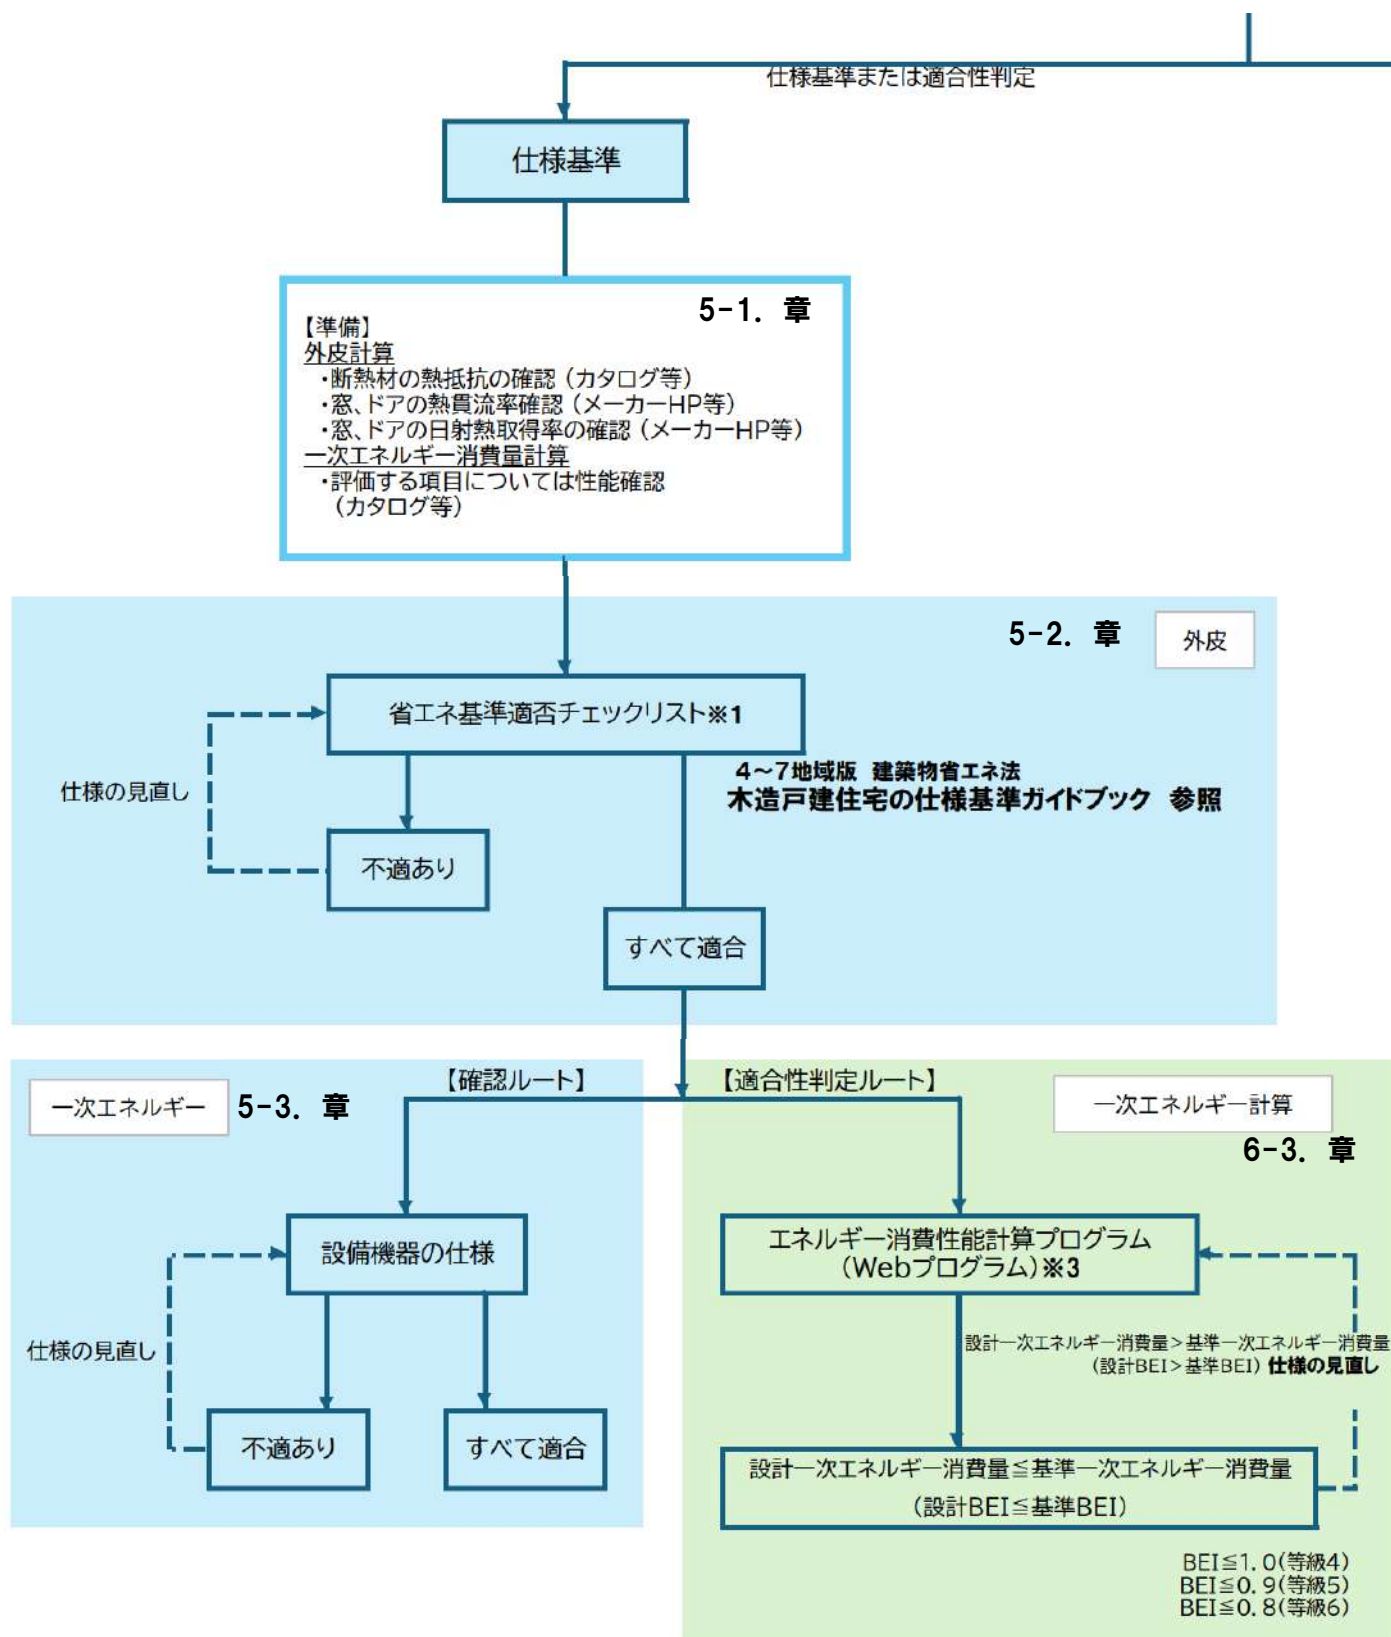 仕様基準または適合性判定
仕様基準
5-1. 章
【準備】
外皮計算
・断熱材の熱抵抗の確認（カタログ等）
・窓、ドアの熱貫流率確認（メーカーHP等）
・窓、ドアの日射熱取得率の確認（メーカーHP等）
一次エネルギー消費量計算
・評価する項目については性能確認
（カタログ等）
5-2. 章
外皮
省エネ基準適否チェックリスト※1
4～7地域版 建築物省エネ法
木造戸建住宅の仕様基準ガイドブック 参照
仕様の見直し
不適あり
すべて適合
【確認ルート】
【適合性判定ルート】
一次エネルギー
5-3. 章
一次エネルギー計算
6-3. 章
設備機器の仕様
仕様の見直し
不適あり
すべて適合
エネルギー消費性能計算プログラム
（Webプログラム）※3
設計一次エネルギー消費量＞基準一次エネルギー消費量
（設計BEI＞基準BEI）仕様の見直し
設計一次エネルギー消費量≦基準一次エネルギー消費量
（設計BEI≦基準BEI）
BEI≦1.0(等級4)
BEI≦0.9(等級5)
BEI≦0.8(等級6)